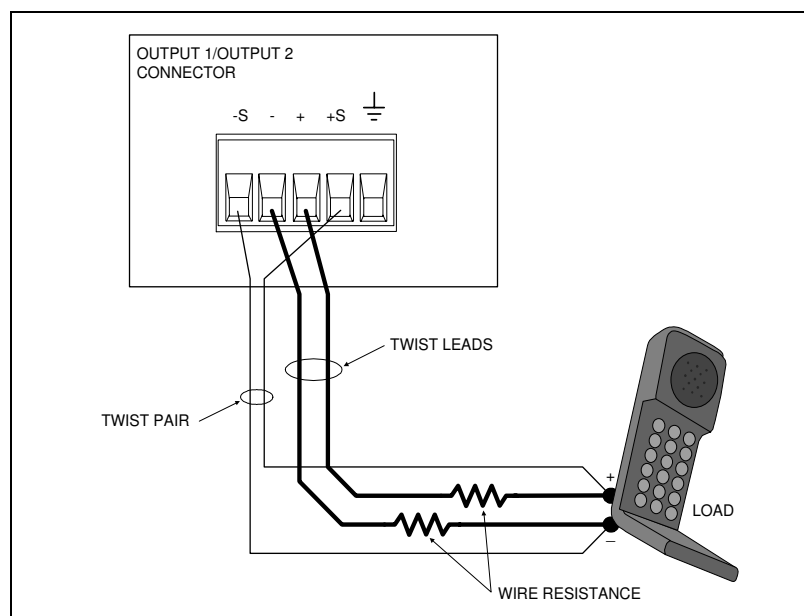 OUTPUT 1/OUTPUT 2
CONNECTOR
-S - + +S
TWIST LEADS
TWIST PAIR
+
LOAD
–
WIRE RESISTANCE